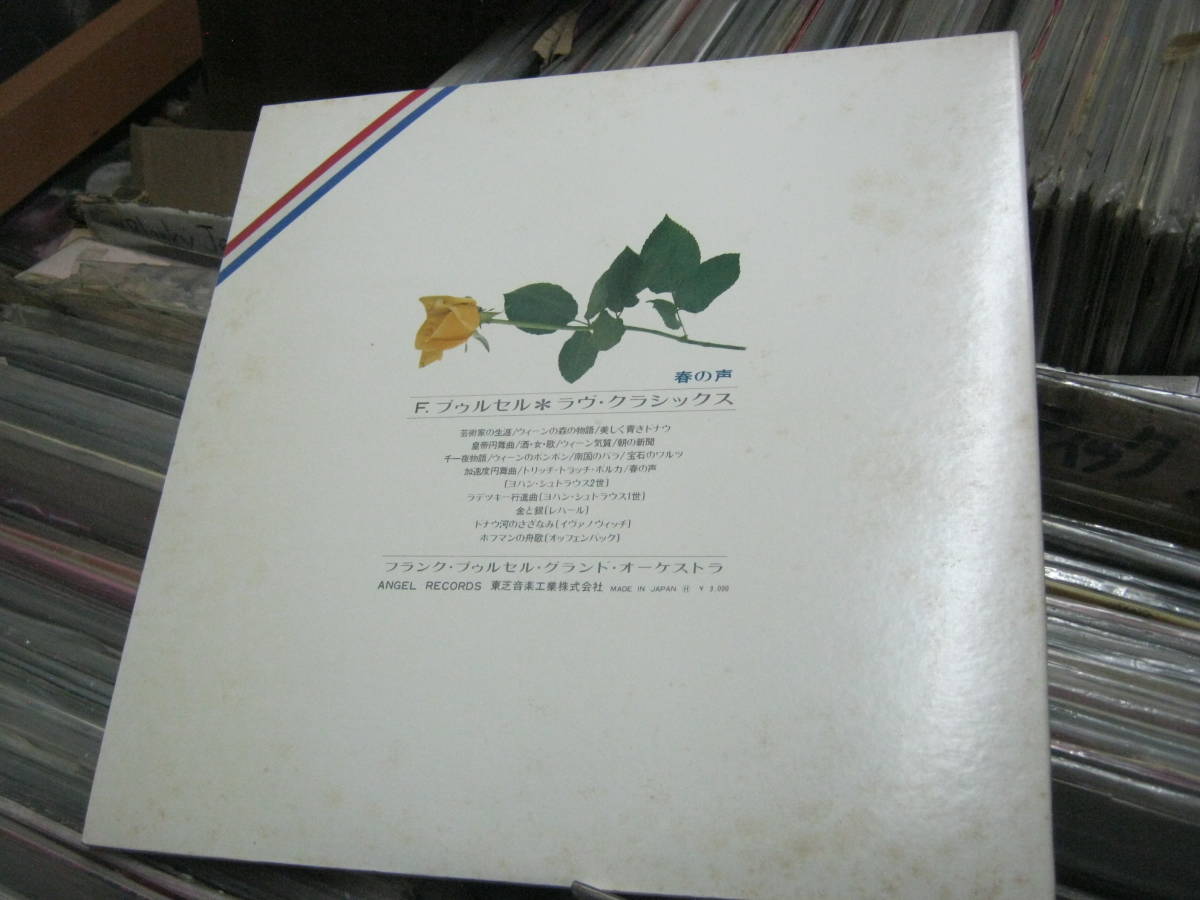 春の声
F. プゥルセル＊ラヴ・クラシックス
芸術家の生涯/ウィーンの森の物語/美しく青きドナウ
皇帝円舞曲/酒・女・歌/ウィーン気質/朝の新聞
千一夜物語/ウィーンのボンボン/南国のバラ/宝石のワルツ
加速度円舞曲/トリッチ・トラッチ・ポルカ/春の声
[ヨハン・シュトラウス2世]
ラデツキー行進曲[ヨハン・シュトラウス1世]
金と銀[レハール]
ドナウ河のさざなみ[イヴァノヴィッチ]
ホフマンの舟歌[オッフェンバック]
フランク・プゥルセル・グランド・オーケストラ
ANGEL RECORDS 東芝音楽工業株式会社 MADE IN JAPAN Ⓗ ¥ 3,000